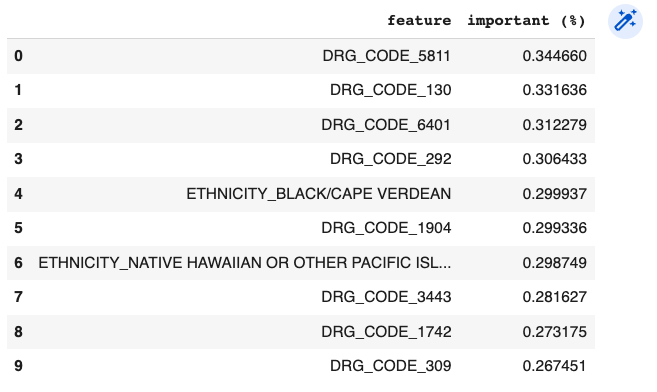 feature important (%)
0 DRG_CODE_5811 0.344660
1 DRG_CODE_130 0.331636
2 DRG_CODE_6401 0.312279
3 DRG_CODE_292 0.306433
4 ETHNICITY_BLACK/CAPE VERDEAN 0.299937
5 DRG_CODE_1904 0.299336
6 ETHNICITY_NATIVE HAWAIIAN OR OTHER PACIFIC ISL... 0.298749
7 DRG_CODE_3443 0.281627
8 DRG_CODE_1742 0.273175
9 DRG_CODE_309 0.267451